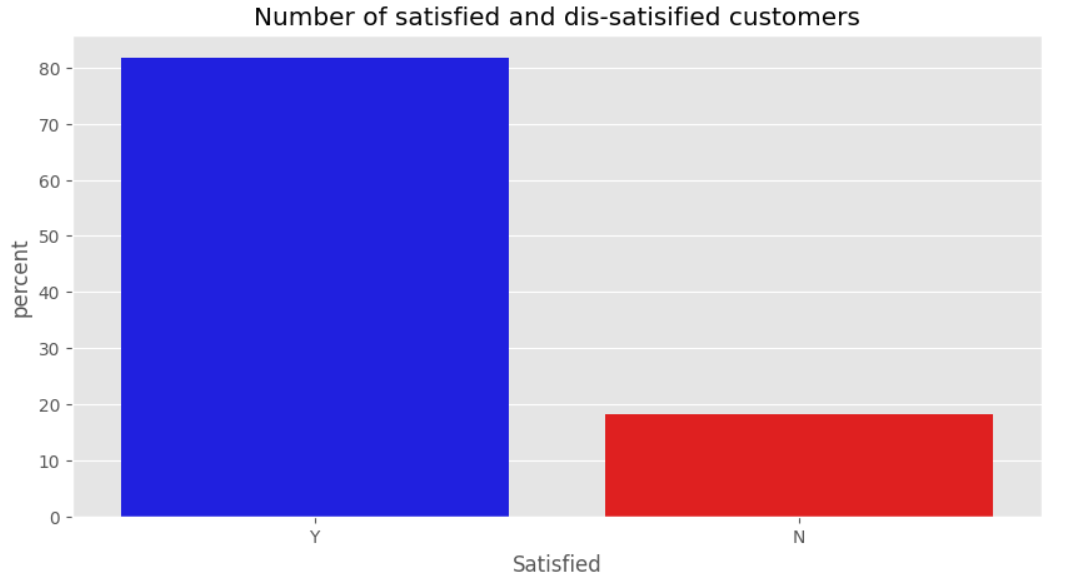 Number of satisfied and dis-satisified customers
80
70
60
50
40
30
20
10
0
percent
Y
N
Satisfied